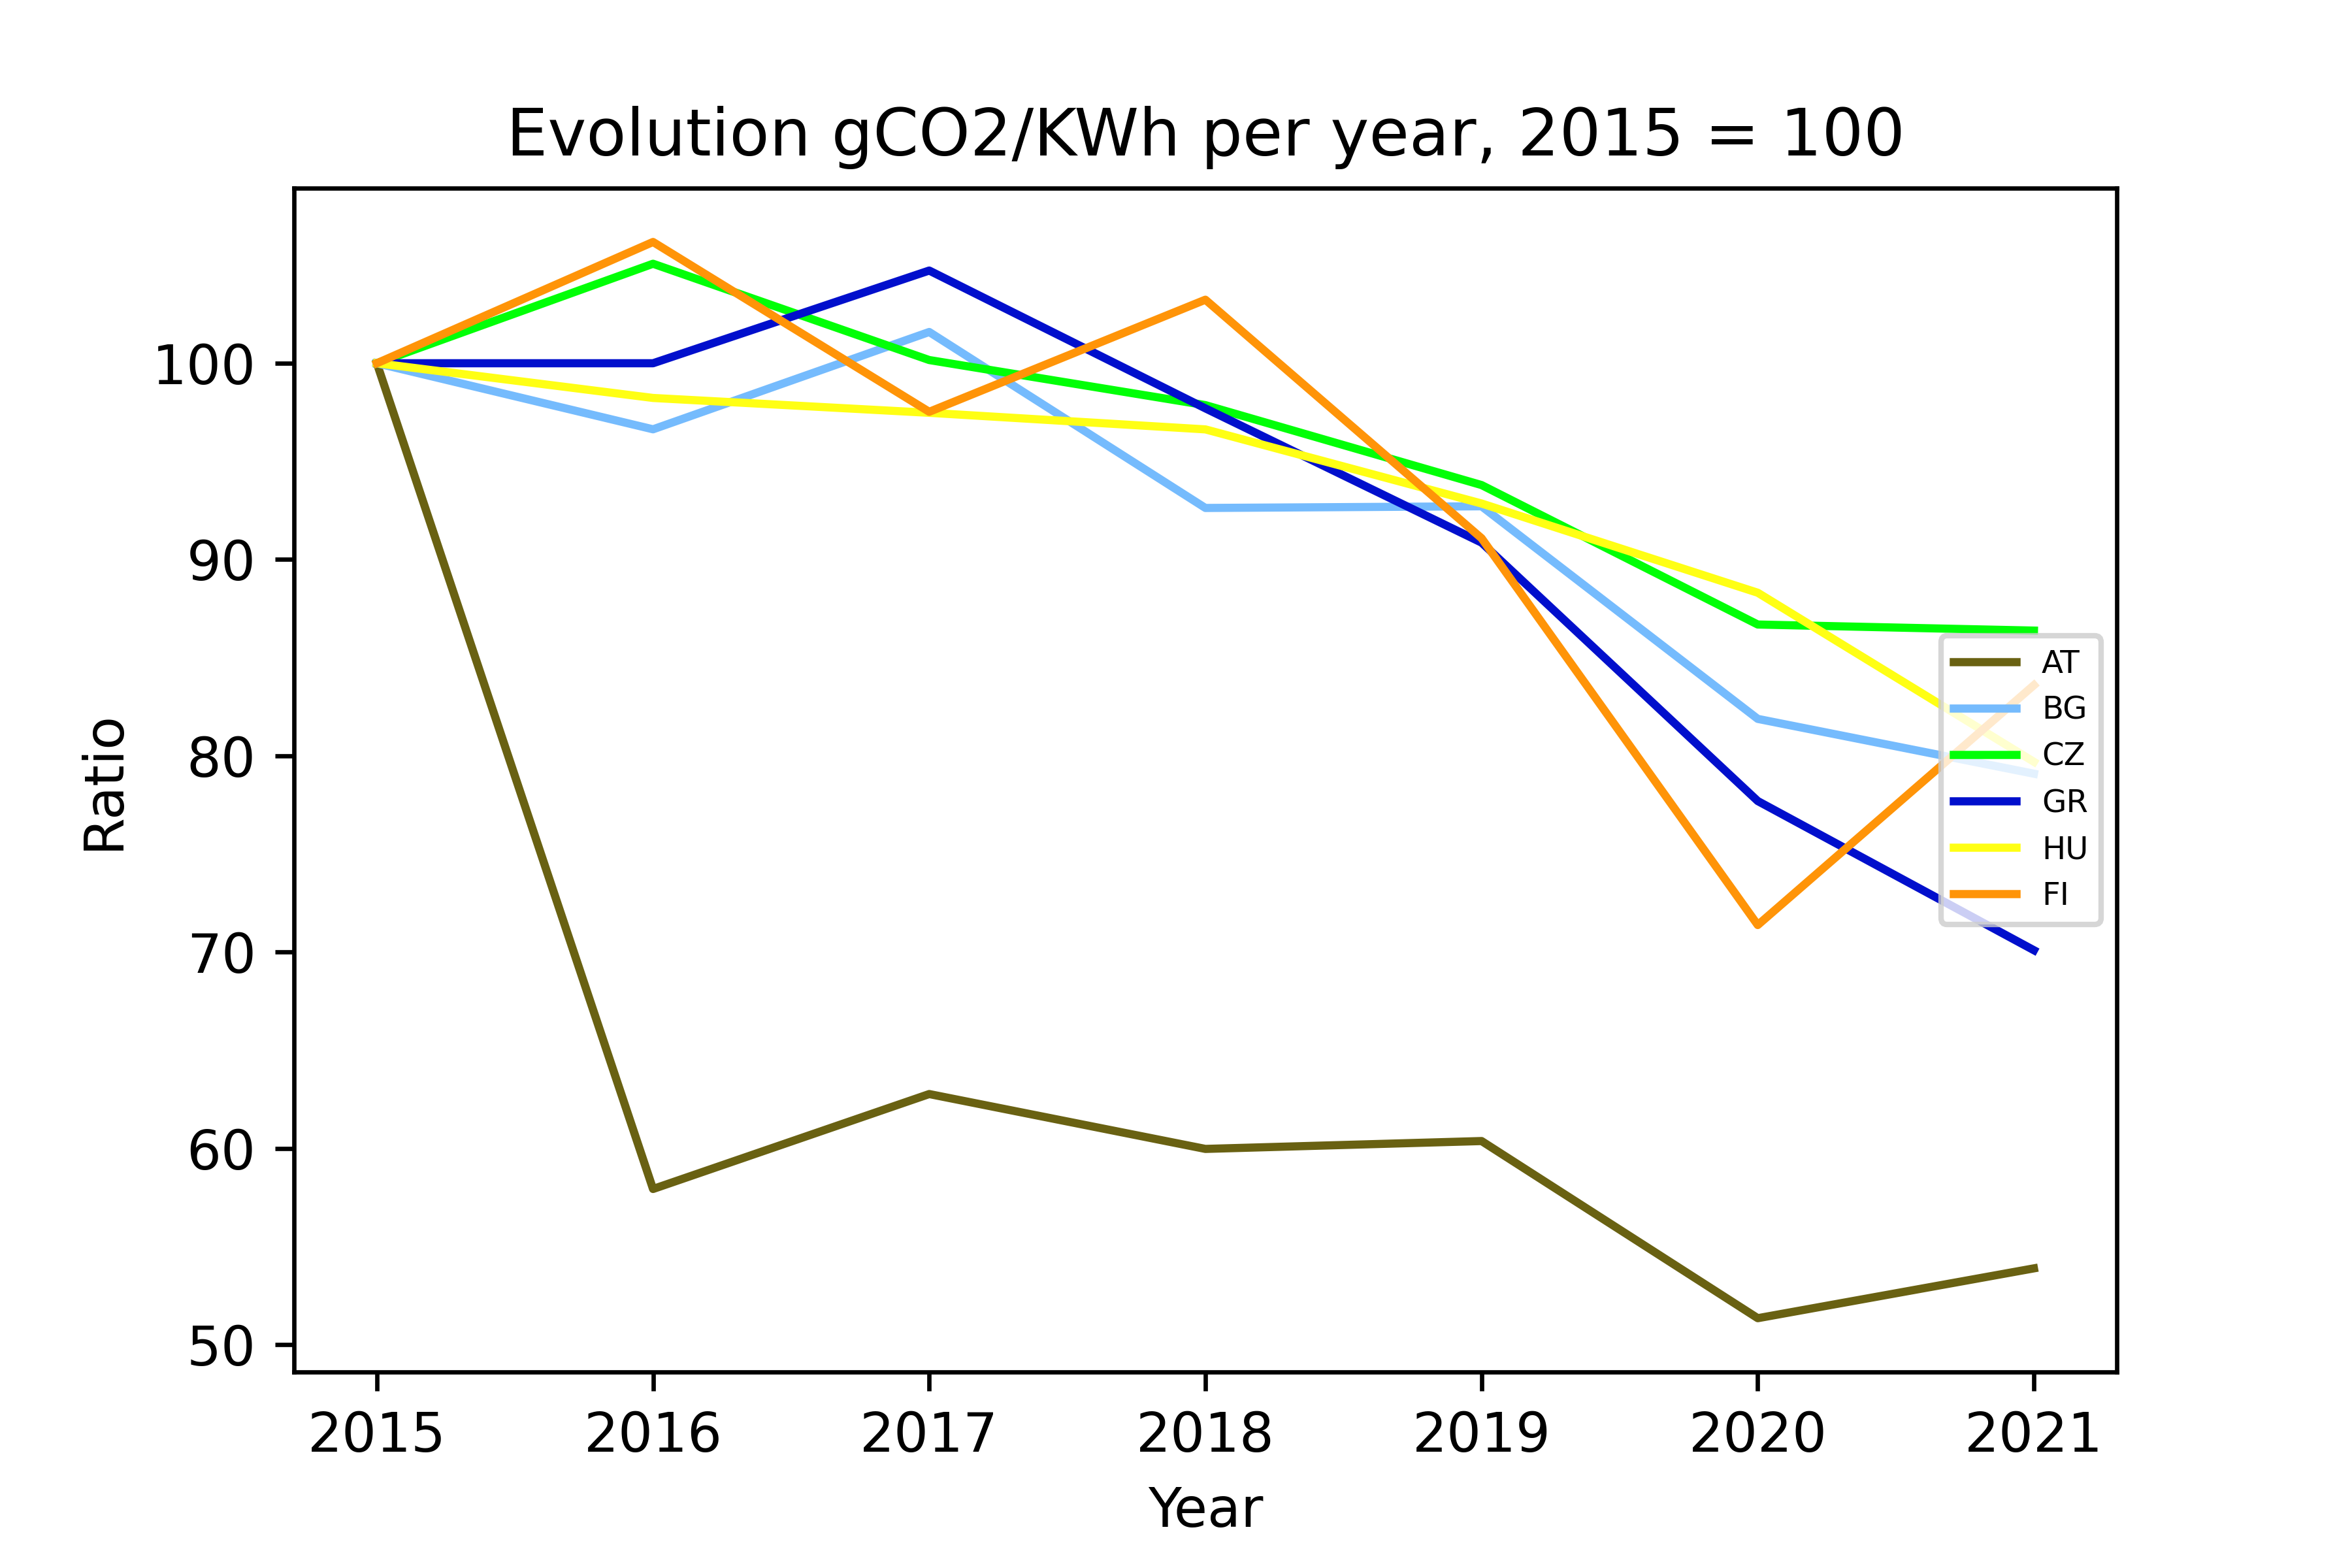 Evolution gCO2/KWh per year, 2015 = 100
Ratio
100
90
80
70
60
50
AT
BG
CZ
GR
HU
FI
2015 2016 2017 2018 2019 2020 2021
Year